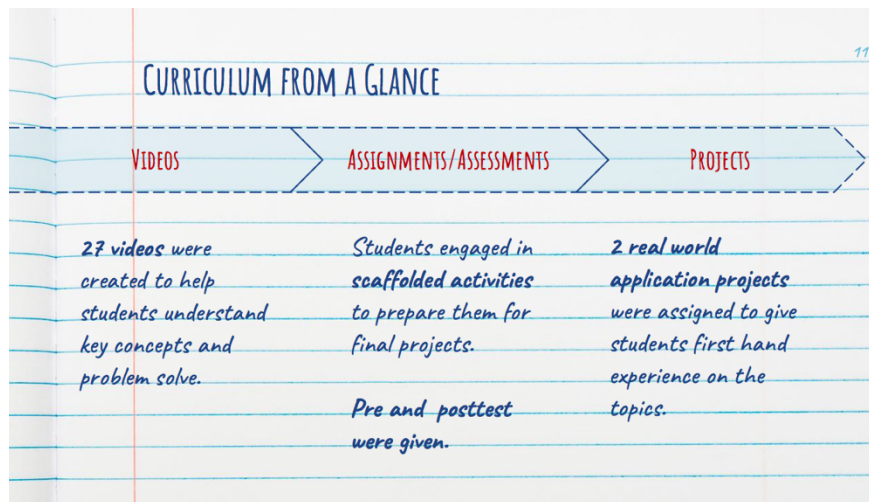 11
Curriculum from a Glance
Videos
Assignments/Assessments
Projects
27 videos were
created to help
students understand
key concepts and
problem solve.
Students engaged in
scaffolded activities
to prepare them for
final projects.
Pre and posttest
were given.
2 real world
application projects
were assigned to give
students first hand
experience on the
topics.